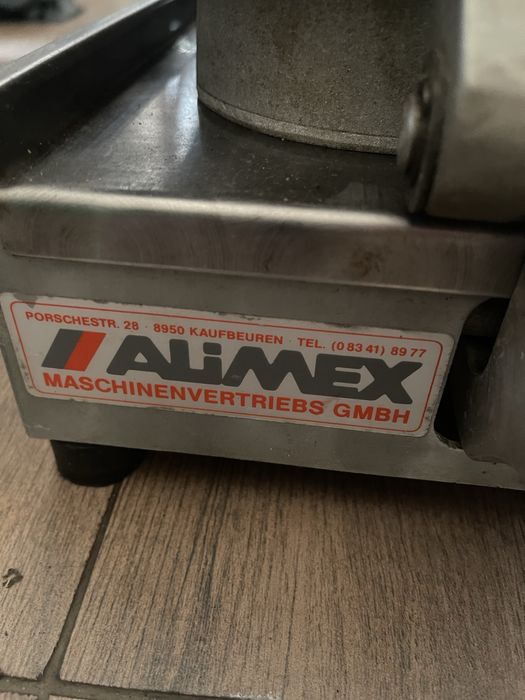 PORSCHESTR. 28 · 8950 KAUFBEUREN · TEL. (0 83 41) 89 77
ALiMEX
MASCHINENVERTRIEBS GMBH